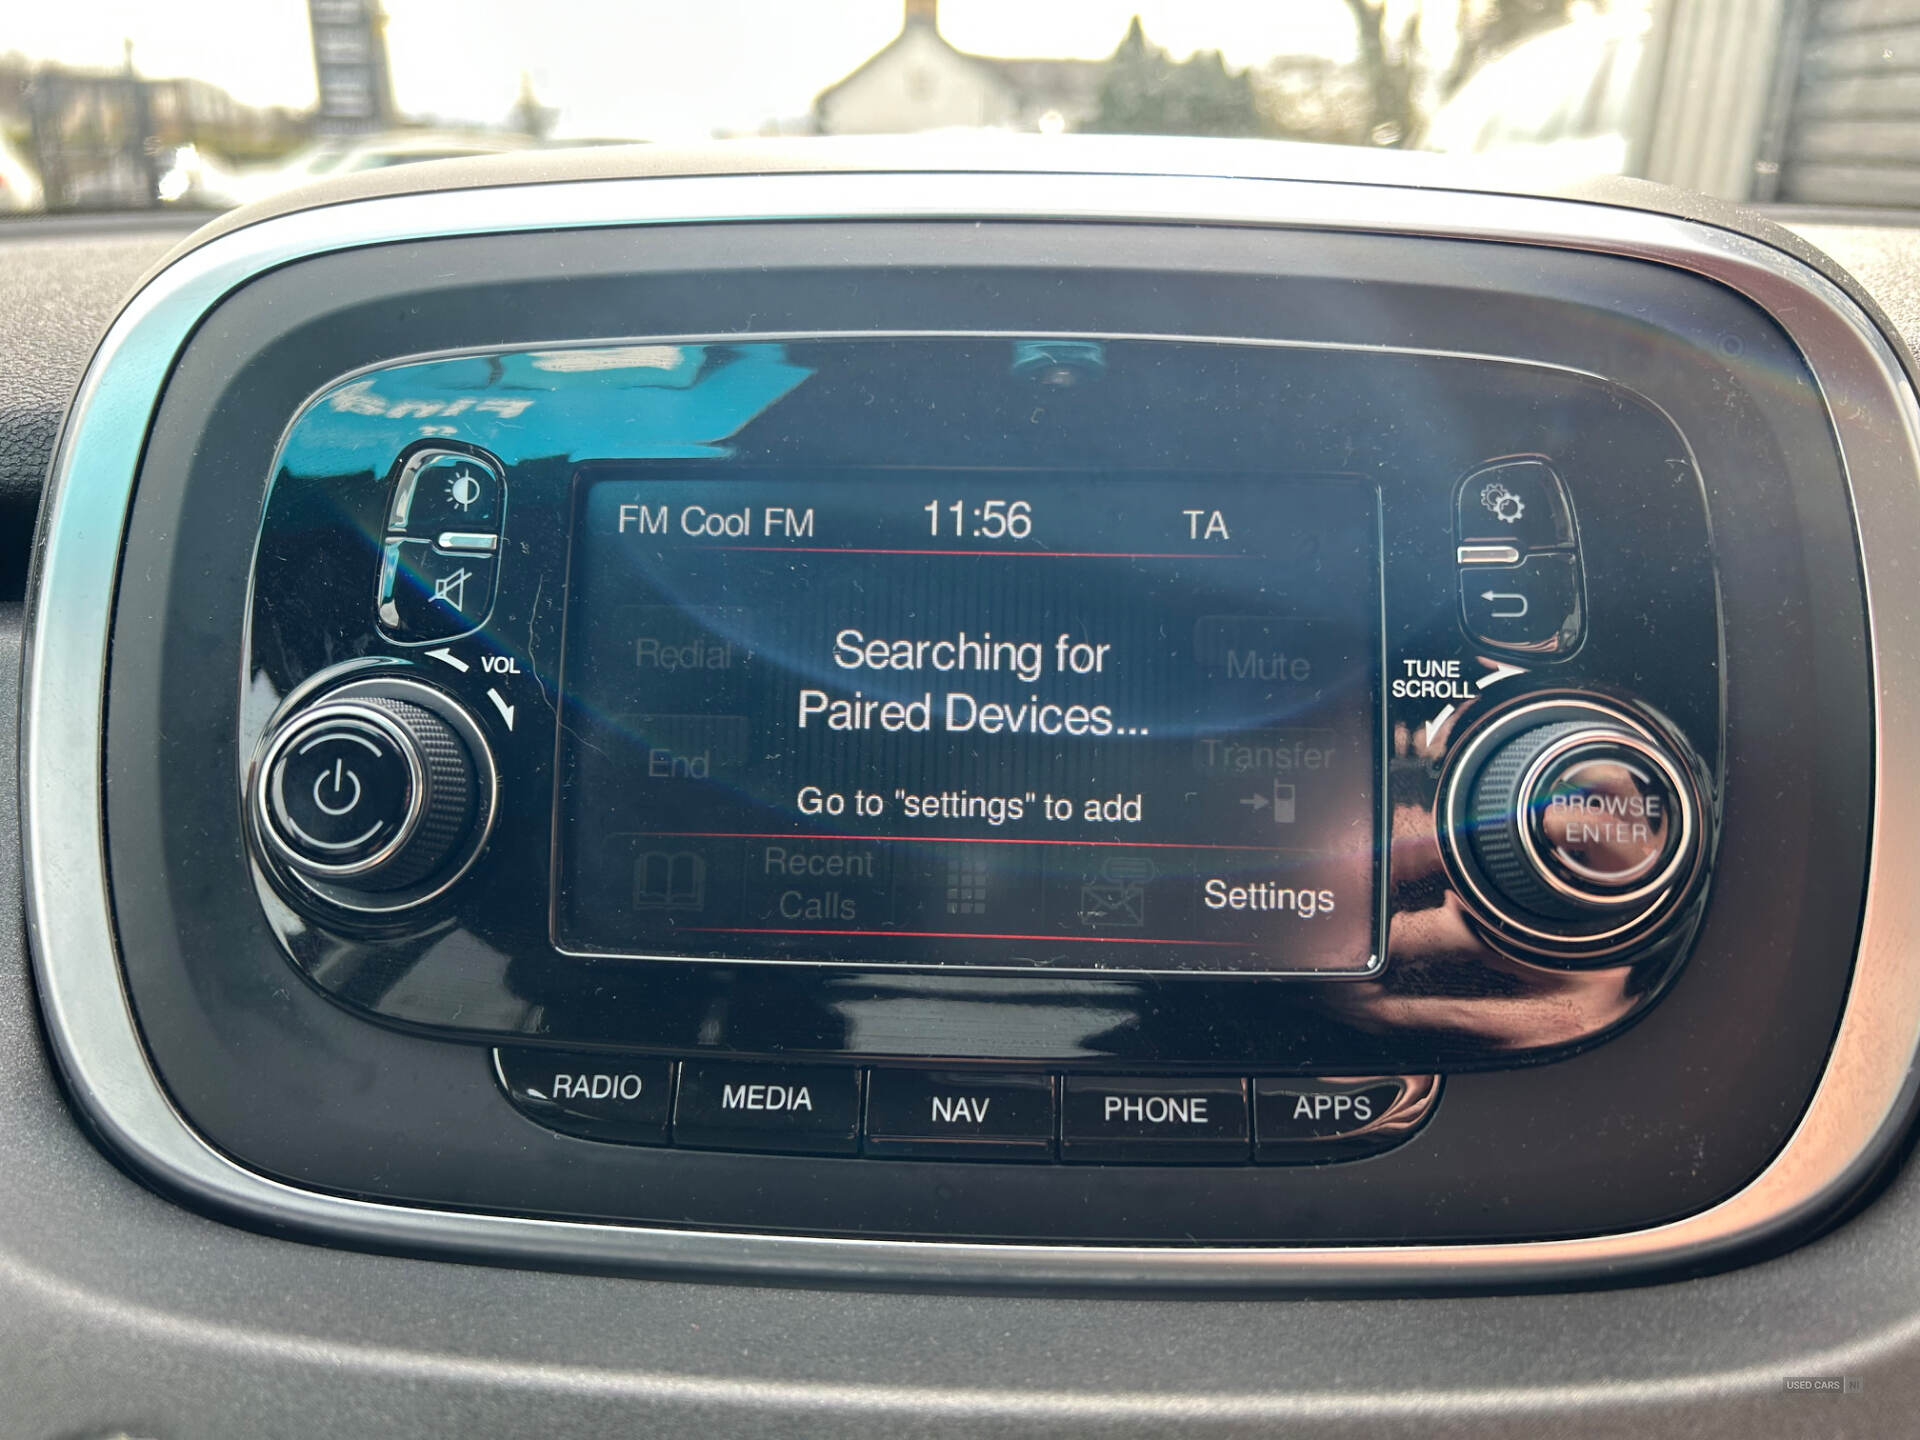 FM Cool FM 11:56 TA
Redial
Searching for
Paired Devices...
Mute
End
Transfer
Go to "settings" to add
Recent
Calls
Settings
VOL
TUNE
SCROLL
BROWSE
ENTER
RADIO MEDIA NAV PHONE APPS
USED CARS NI